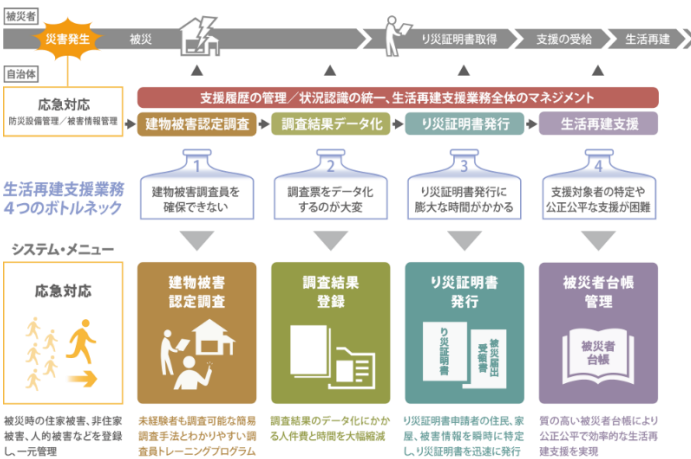 被災者
災害発生
被災
り災証明書取得
支援の受給
生活再建
自治体
応急対応
防災設備管理／被害情報管理
支援履歴の管理／状況認識の統一、生活再建支援業務全体のマネジメント
建物被害認定調査
調査結果データ化
り災証明書発行
生活再建支援
生活再建支援業務
4つのボトルネック
1
建物被害調査員を
確保できない
2
調査票をデータ化
するのが大変
3
り災証明書発行に
膨大な時間がかかる
4
支援対象者の特定や
公正公平な支援が困難
システム・メニュー
応急対応
建物被害
認定調査
調査結果
登録
り災証明書
発行
り災証明書
被災届出
受領書
被災者台帳
管理
被災者
台帳
被災時の住家被害、非住家
被害、人的被害などを登録
し、一元管理
未経験者も調査可能な簡易
調査手法とわかりやすい調
査員トレーニングプログラム
調査結果のデータ化にかか
る人件費と時間を大幅縮減
り災証明書申請者の住民、家
屋、被害情報を瞬時に特定
し、り災証明書を迅速に発行
質の高い被災者台帳により
公正公平で効率的な生活再
建支援を実現